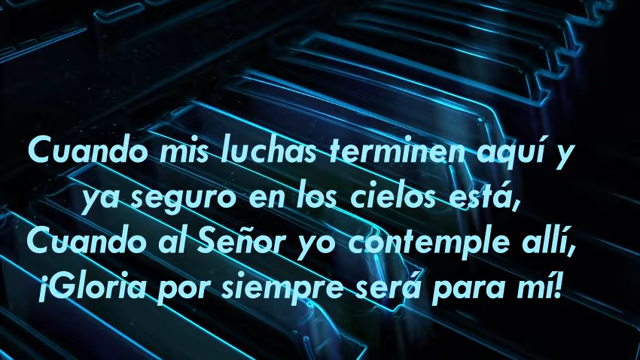 Cuando mis luchas terminen aquí y
ya seguro en los cielos está,
Cuando al Señor yo contemple allí,
¡Gloria por siempre será para mí!